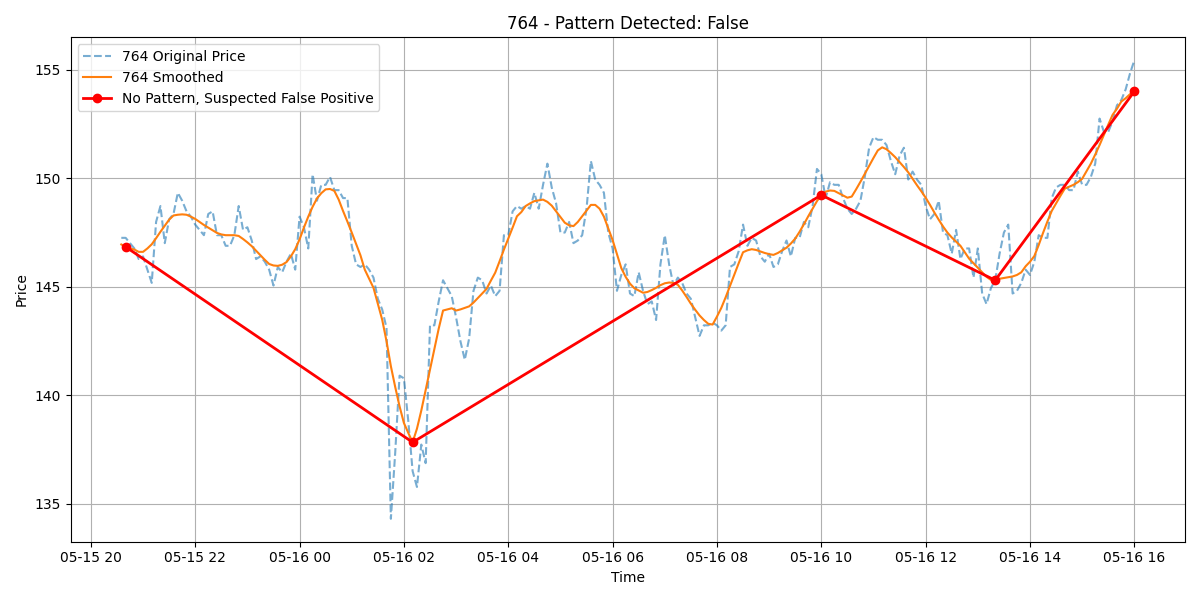 764 - Pattern Detected: False
764 Original Price
764 Smoothed
No Pattern, Suspected False Positive
Price
155
150
145
140
135
05-15 20 05-15 22 05-16 00 05-16 02 05-16 04 05-16 06 05-16 08 05-16 10 05-16 12 05-16 14 05-16 16
Time